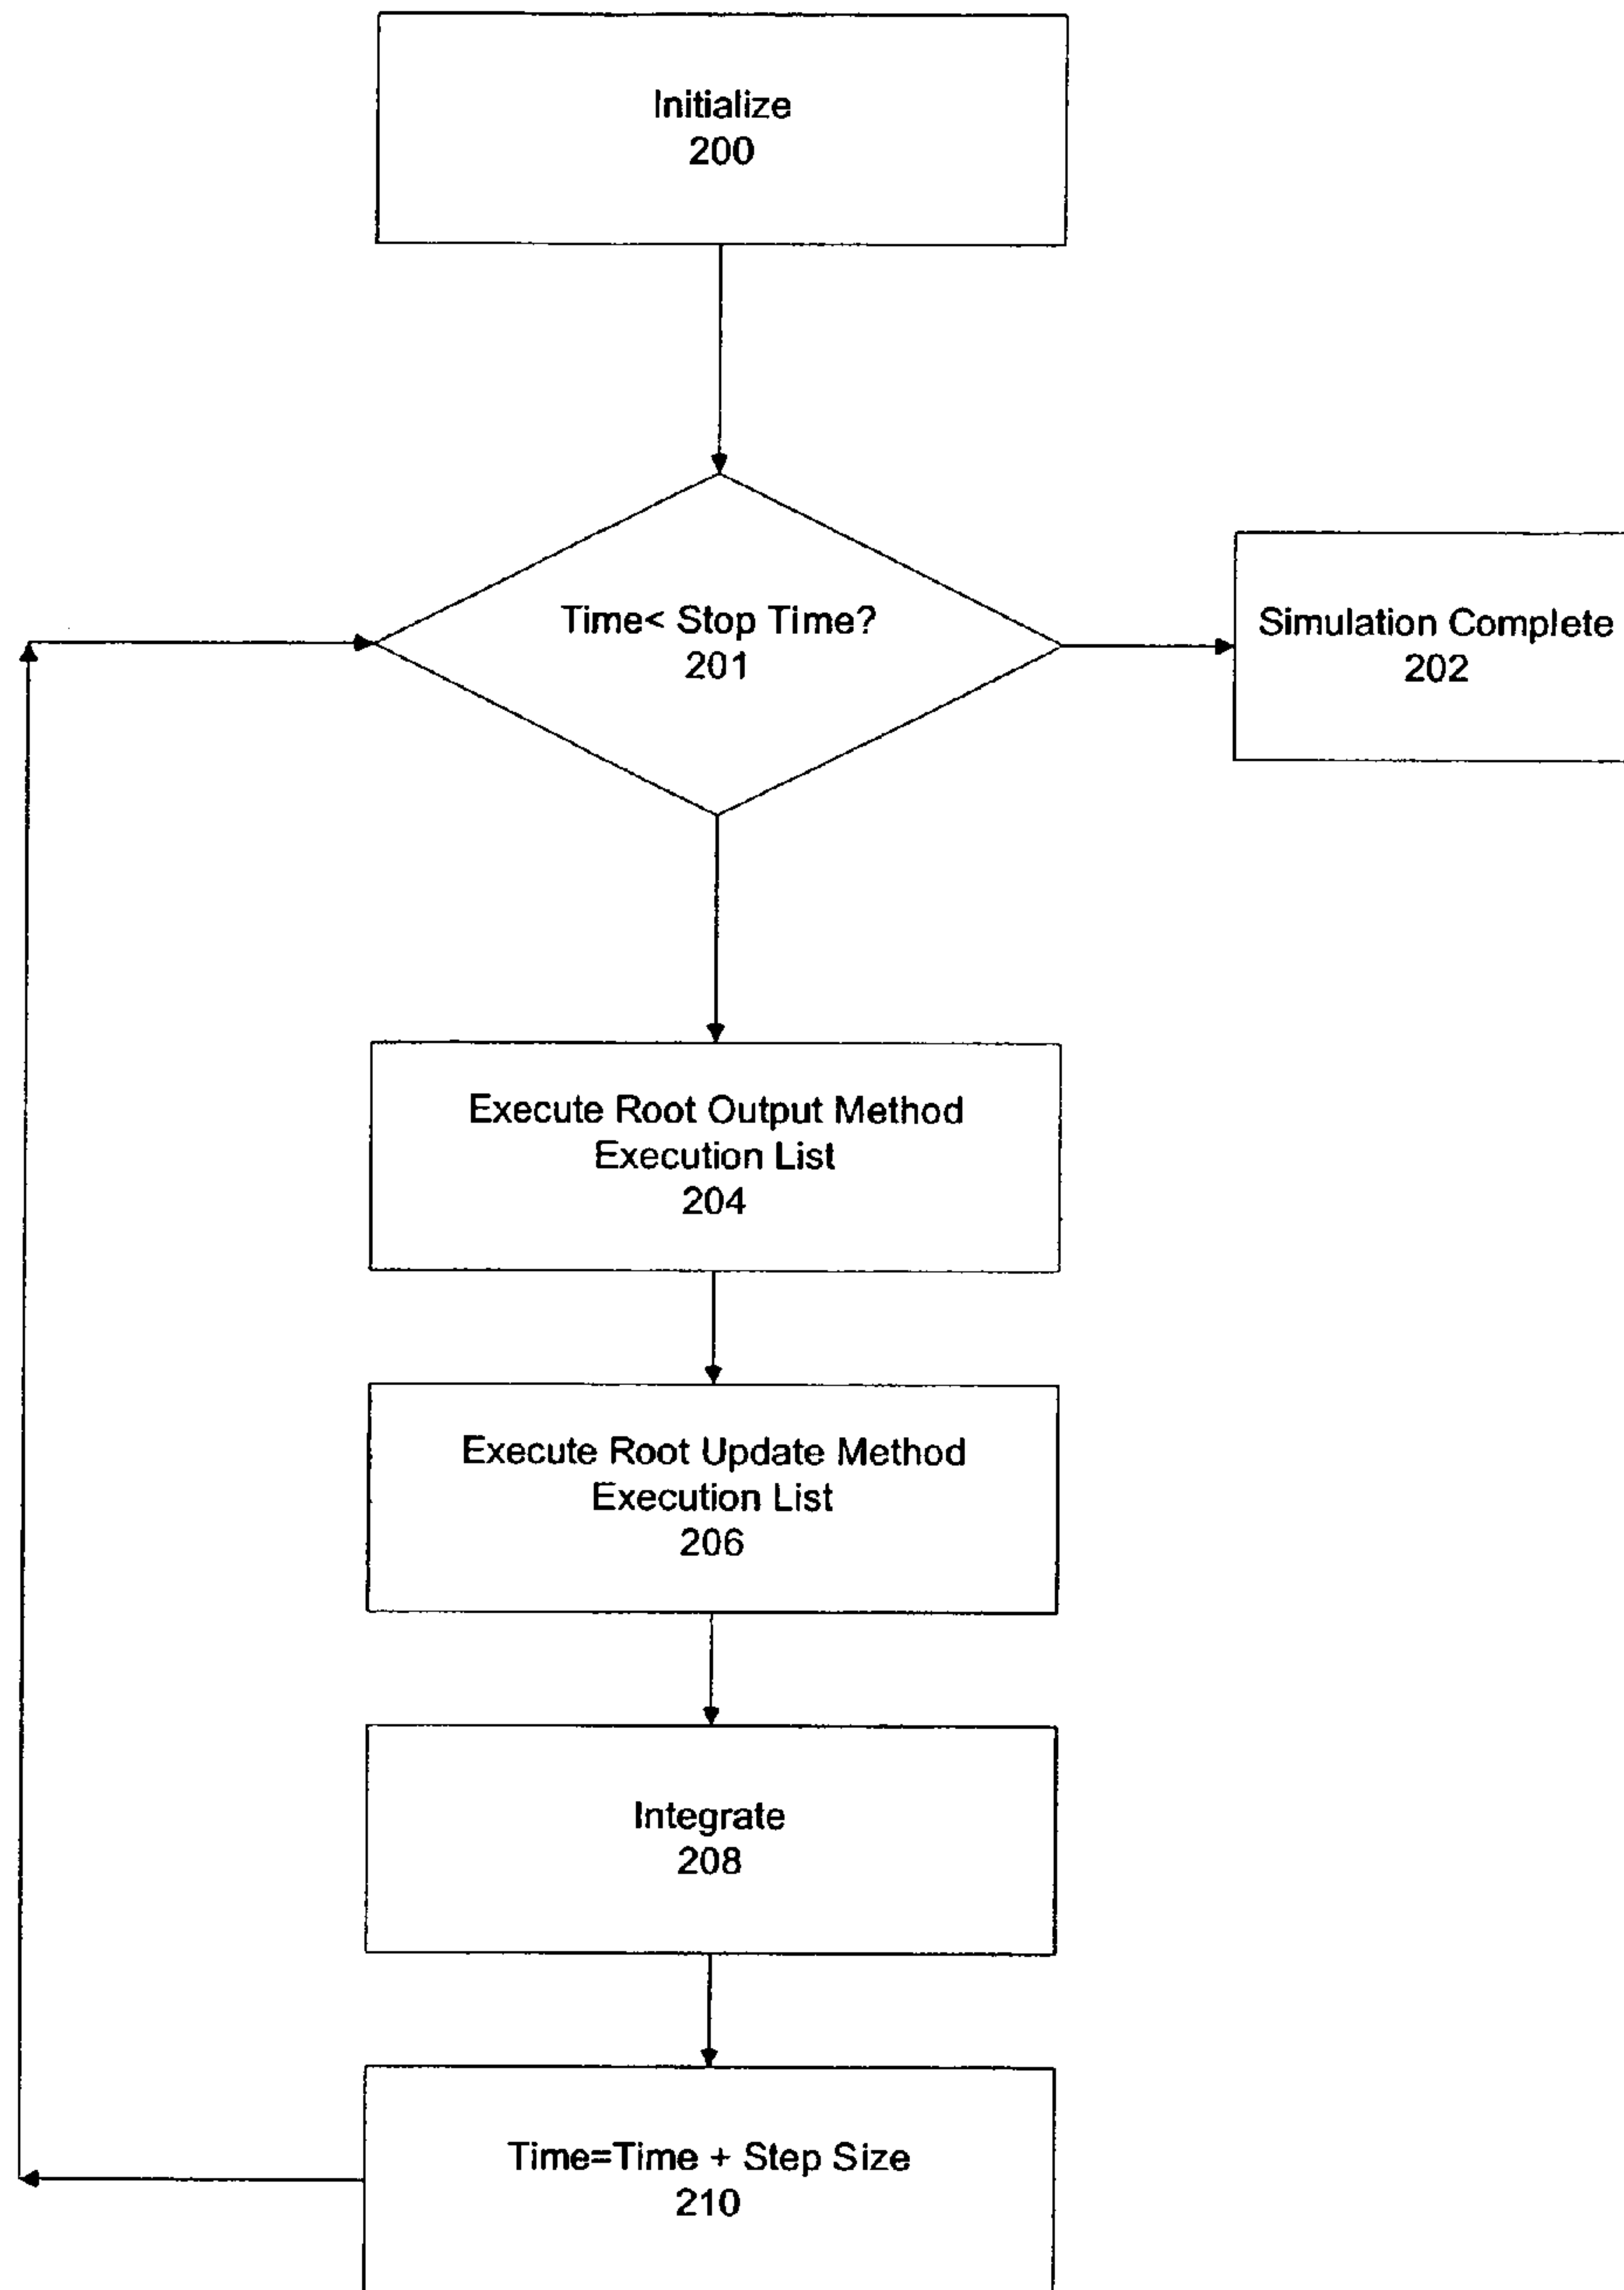 Initialize
200
Time< Stop Time?
201
Simulation Complete
202
Execute Root Output Method
Execution List
204
Execute Root Update Method
Execution List
206
Integrate
208
Time=Time + Step Size
210